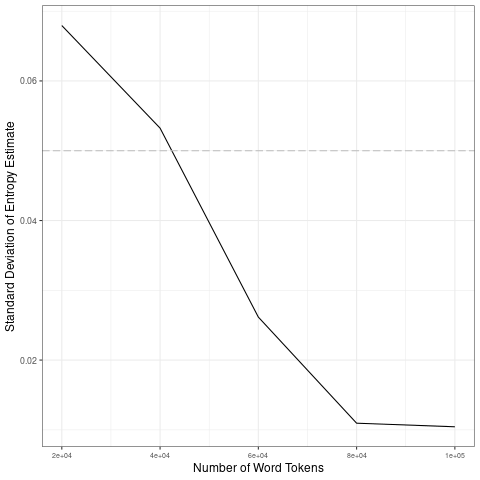 Standard Deviation of Entropy Estimate
0.06
0.04
0.02
2e+04 4e+04 6e+04 8e+04 1e+05
Number of Word Tokens